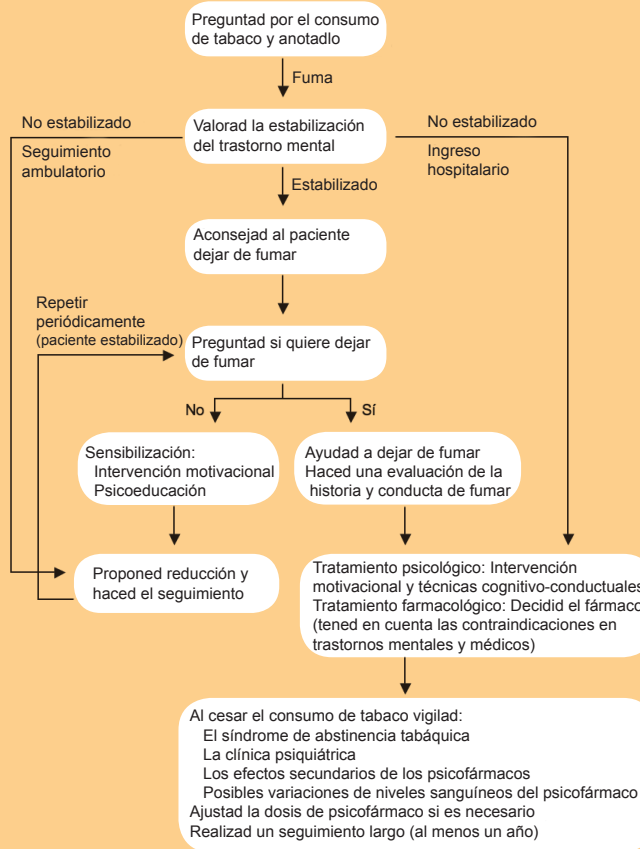 Preguntad por el consumo
de tabaco y anotadlo
Fuma
No estabilizado
Seguimiento
ambulatorio
Valorad la estabilización
del trastorno mental
No estabilizado
Ingreso
hospitalario
Estabilizado
Aconsejad al paciente
dejar de fumar
Repetir
periódicamente
(paciente estabilizado)
Preguntad si quiere dejar
de fumar
No
Sí
Sensibilización:
Intervención motivacional
Psicoeducación
Ayudad a dejar de fumar
Haced una evaluación de la
historia y conducta de fumar
Proponed reducción y
haced el seguimiento
Tratamiento psicológico: Intervención
motivacional y técnicas cognitivo-conductuales
Tratamiento farmacológico: Decidid el fármaco
(tened en cuenta las contraindicaciones en
trastornos mentales y médicos)
Al cesar el consumo de tabaco vigilad:
El síndrome de abstinencia tabáquica
La clínica psiquiátrica
Los efectos secundarios de los psicofármacos
Posibles variaciones de niveles sanguíneos del psicofármaco
Ajustad la dosis de psicofármaco si es necesario
Realizad un seguimiento largo (al menos un año)